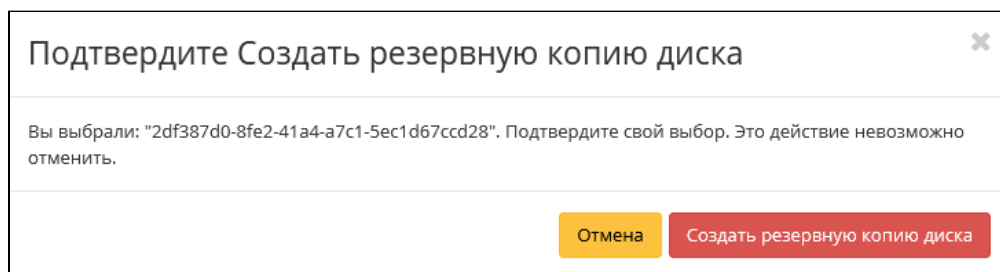 Подтвердите Создать резервную копию диска
Вы выбрали: "2df387d0-8fe2-41a4-a7c1-5ec1d67ccd28". Подтвердите свой выбор. Это действие невозможно
отменить.
Отмена
Создать резервную копию диска